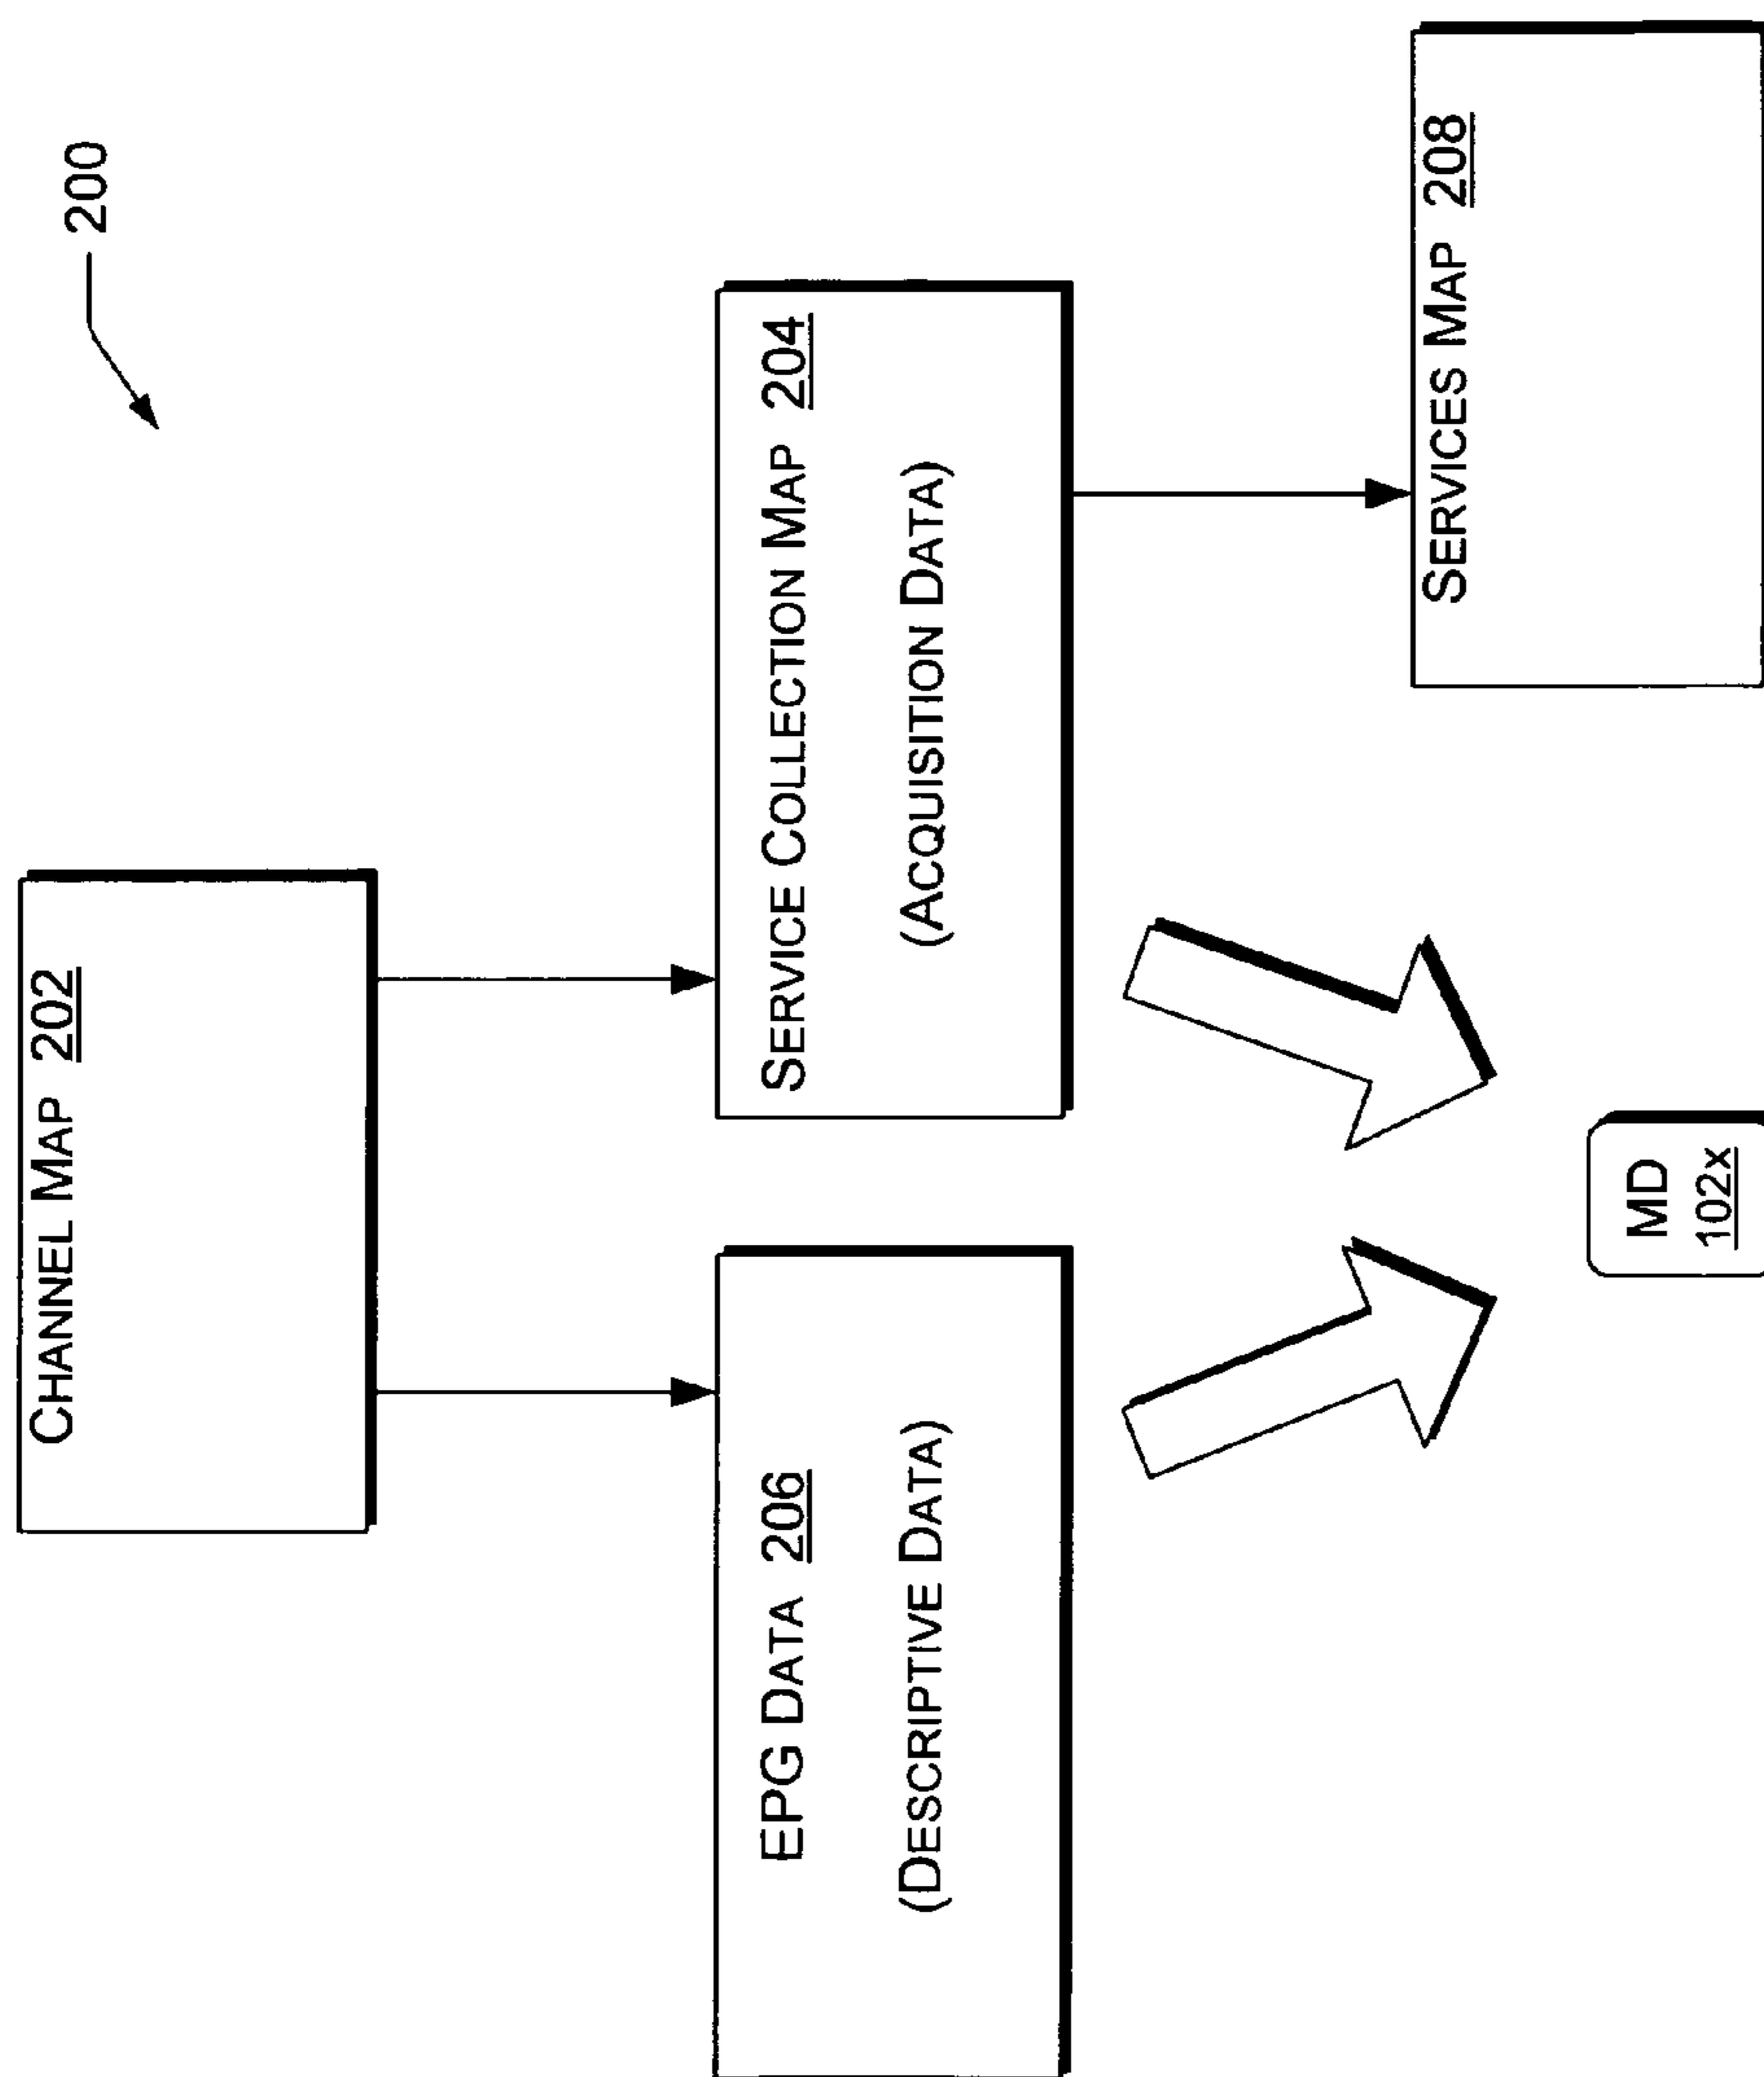 200
CHANNEL MAP 202
EPG DATA 206
(DESCRIPTIVE DATA)
SERVICE COLLECTION MAP 204
(ACQUISITION DATA)
SERVICES MAP 208
MD
102x